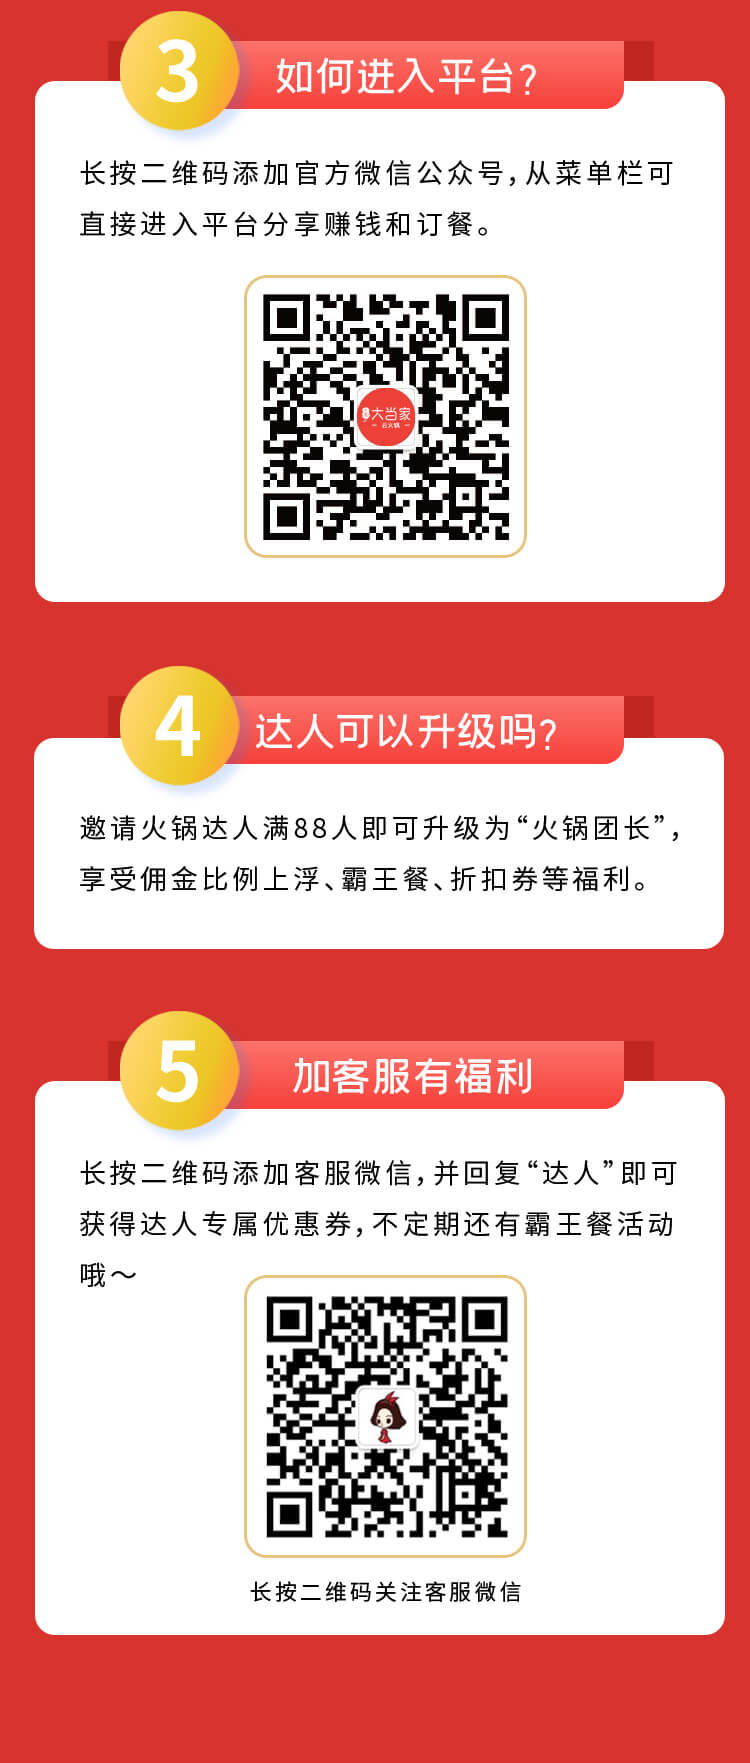 3
如何进入平台？
长按二维码添加官方微信公众号，从菜单栏可
直接进入平台分享赚钱和订餐。
大当家
云火锅
4
达人可以升级吗？
邀请火锅达人满88人即可升级为“火锅团长”，
享受佣金比例上浮、霸王餐、折扣券等福利。
5
加客服有福利
长按二维码添加客服微信，并回复“达人”即可
获得达人专属优惠券，不定期还有霸王餐活动
哦～
长按二维码关注客服微信